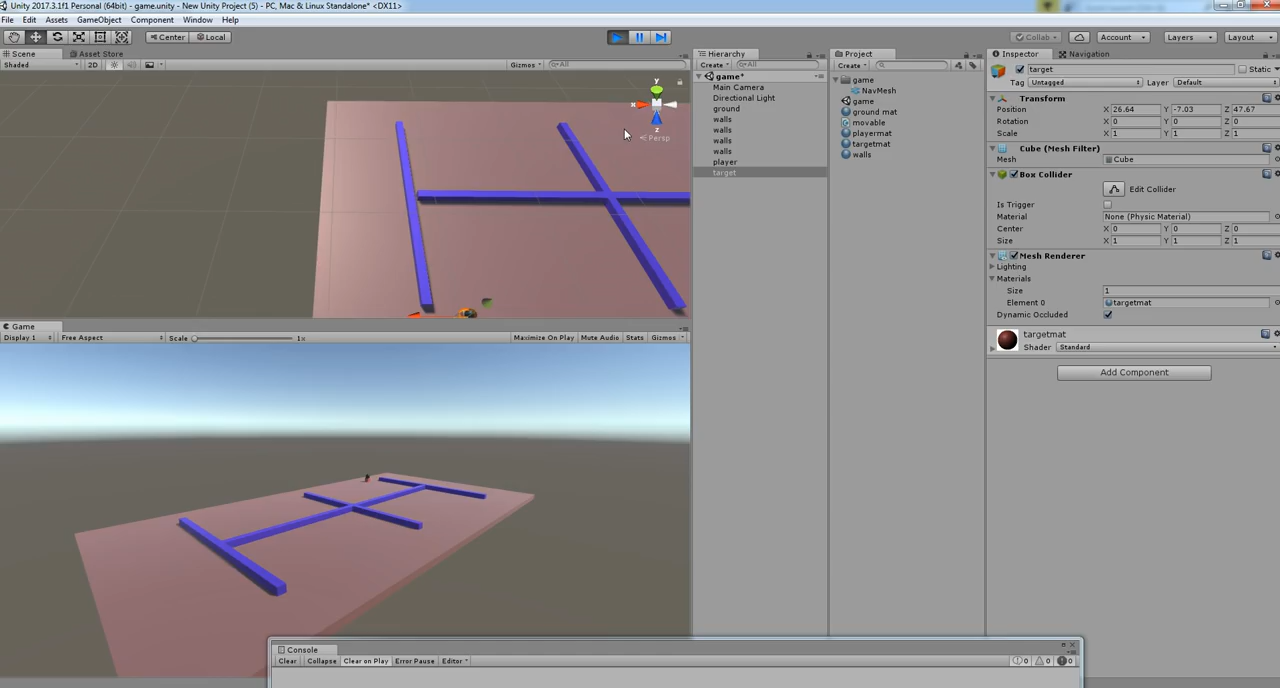 Unity 2017.3.1f1 Personal (64bit) - game.unity - New Unity Project (5) - PC, Mac & Linux Standalone* <DX11>
File Edit Assets GameObject Component Window Help
Center Local Collab Account Layers Layout
Scene Asset Store
Shaded 2D Gizmos All
y
x
z
Persp
Game
Display 1 Free Aspect Scale 1x Maximize On Play Mute Audio Stats Gizmos
Hierarchy
Create All
game*
Main Camera
Directional Light
ground
walls
walls
walls
walls
player
target
Project
Create
game
NavMesh
game
ground mat
movable
playermat
targetmat
walls
Inspector Navigation
target Static
Tag Untagged Layer Default
Transform
Position X 26.64 Y -7.03 Z 47.67
Rotation X 0 Y 0 Z 0
Scale X 1 Y 1 Z 1
Cube (Mesh Filter)
Mesh Cube
Box Collider
Edit Collider
Is Trigger
Material None (Physic Material)
Center X 0 Y 0 Z 0
Size X 1 Y 1 Z 1
Mesh Renderer
Lighting
Materials
Size 1
Element 0 targetmat
Dynamic Occluded
targetmat
Shader Standard
Add Component
Console
Clear Collapse Clear on Play Error Pause Editor 0 0 0